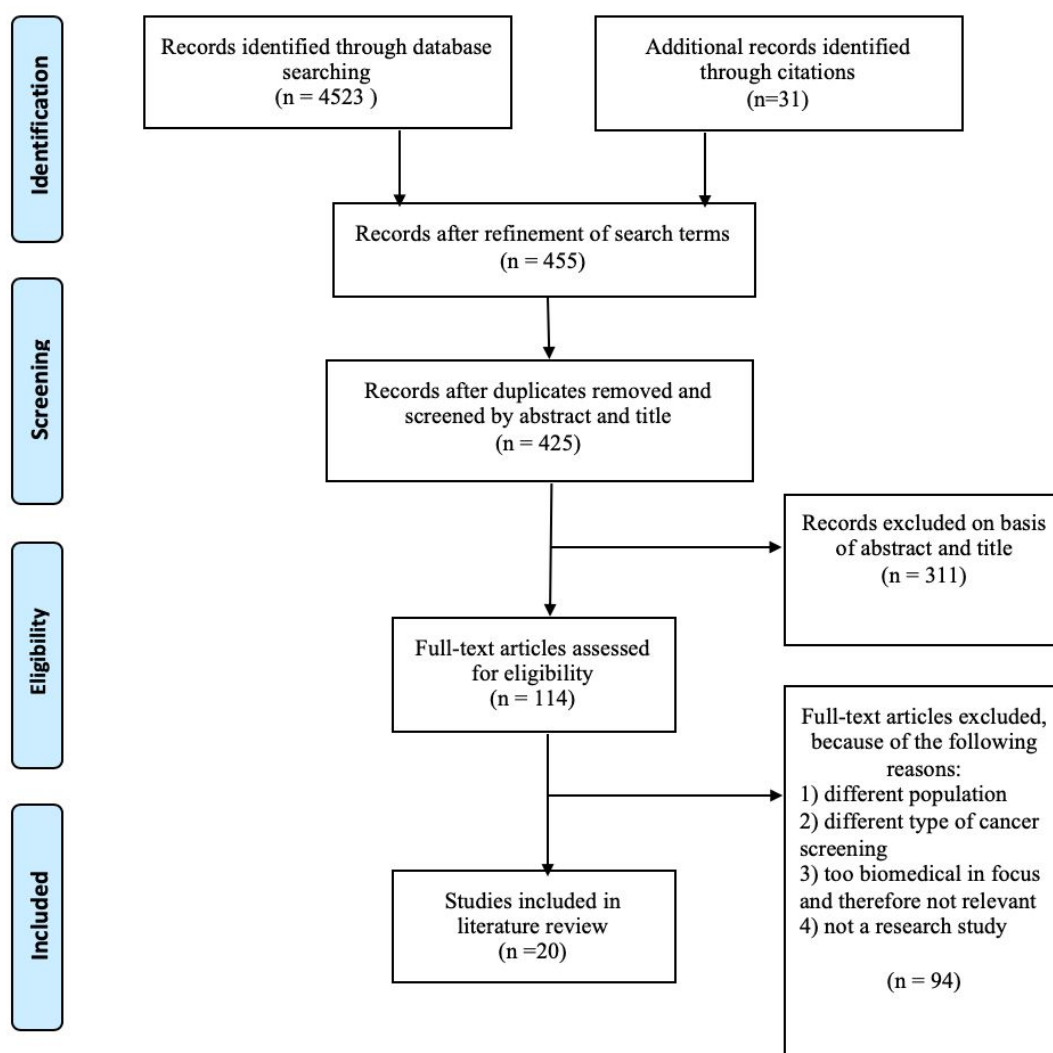 Identification
Records identified through database
searching
(n = 4523 )
Additional records identified
through citations
(n=31)
Records after refinement of search terms
(n = 455)
Screening
Records after duplicates removed and
screened by abstract and title
(n = 425)
Records excluded on basis
of abstract and title
(n = 311)
Eligibility
Full-text articles assessed
for eligibility
(n = 114)
Full-text articles excluded,
because of the following
reasons:
1) different population
2) different type of cancer
screening
3) too biomedical in focus
and therefore not relevant
4) not a research study
(n = 94)
Included
Studies included in
literature review
(n =20)